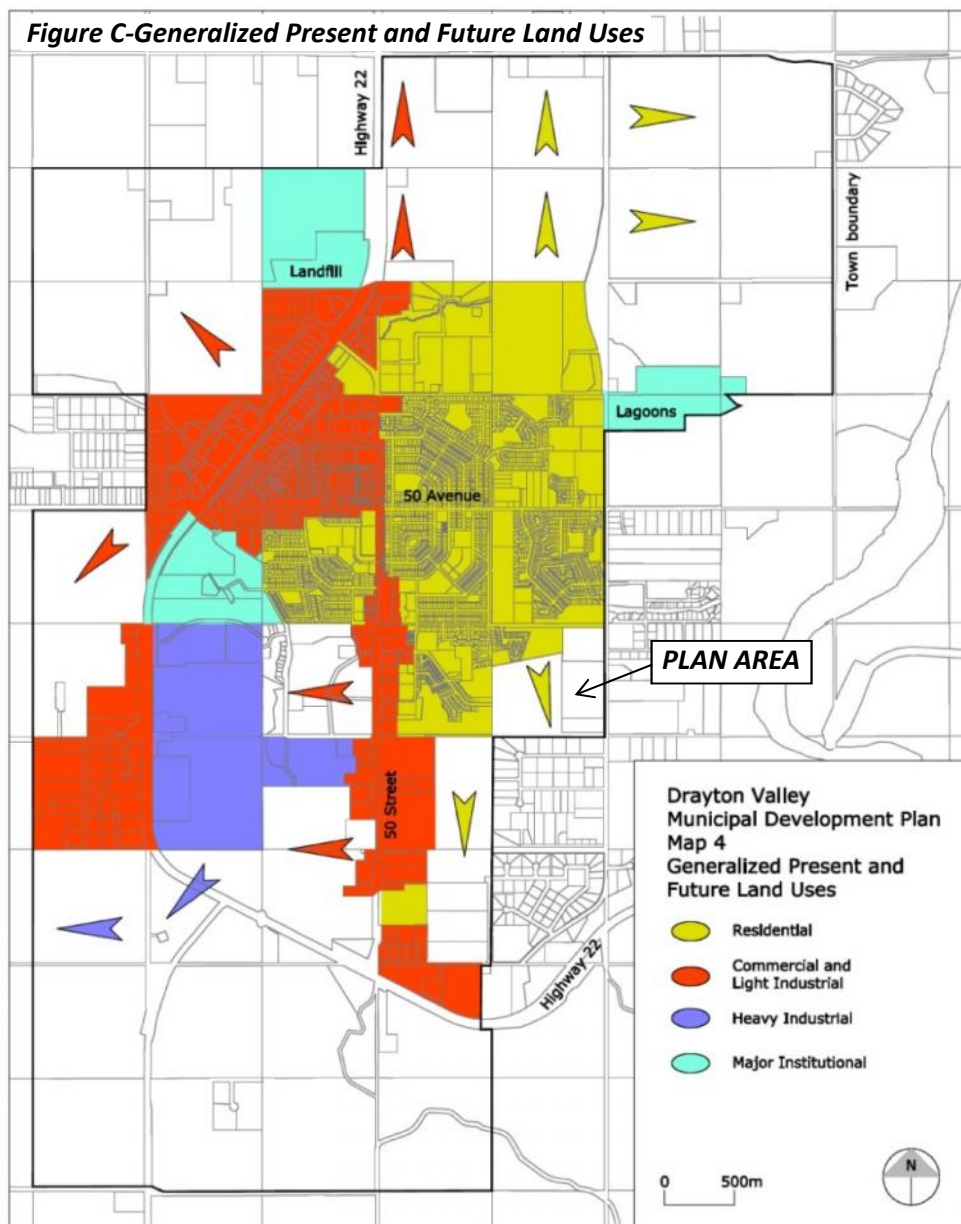 Figure C-Generalized Present and Future Land Uses
Highway 22
Town boundary
Landfill
Lagoons
50 Avenue
PLAN AREA
50 Street
Highway 22
Drayton Valley
Municipal Development Plan
Map 4
Generalized Present and
Future Land Uses
Residential
Commercial and
Light Industrial
Heavy Industrial
Major Institutional
0 500m
N